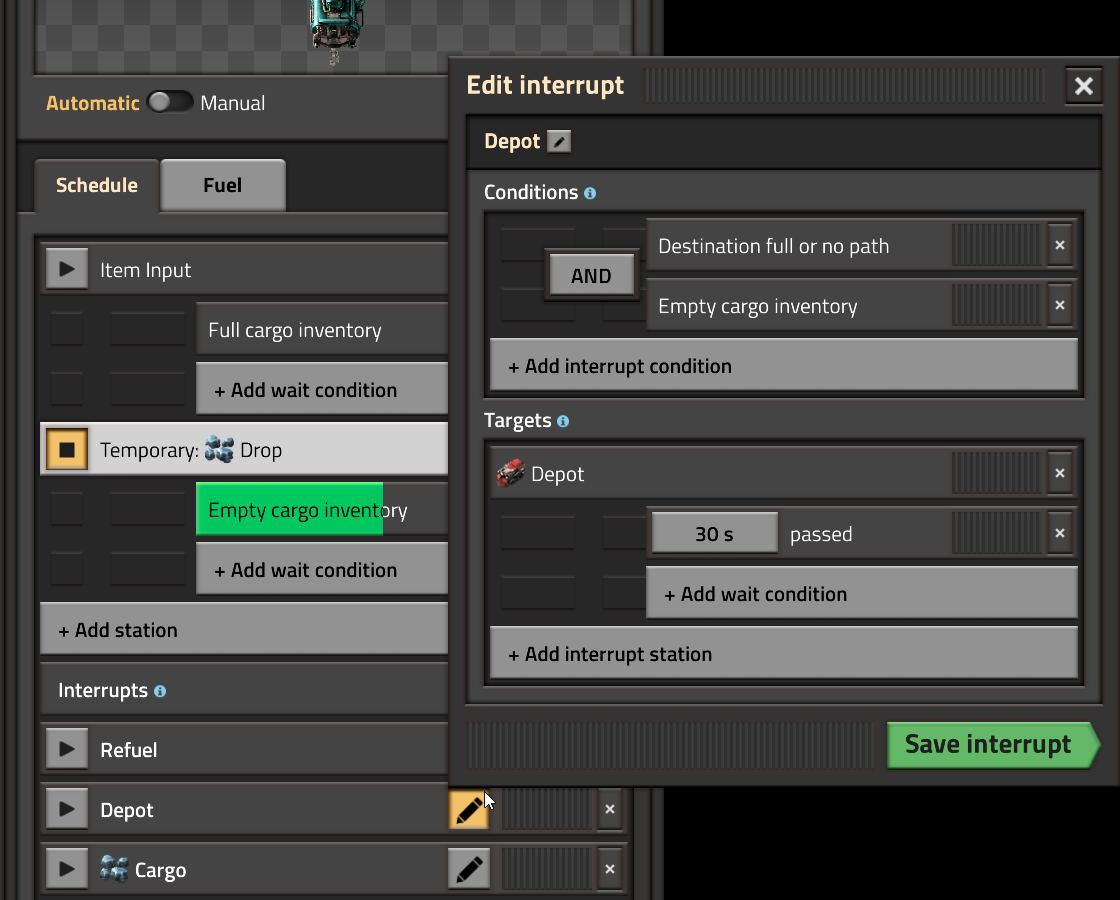 Edit interrupt
Automatic Manual
Depot
Schedule Fuel
Conditions
Item Input
Destination full or no path
AND
Empty cargo inventory
Full cargo inventory
+ Add wait condition
+ Add interrupt condition
Targets
Temporary: Drop
Depot
Empty cargo inventory
30 s passed
+ Add wait condition
+ Add wait condition
+ Add station
+ Add interrupt station
Interrupts
Refuel
Save interrupt
Depot
Cargo